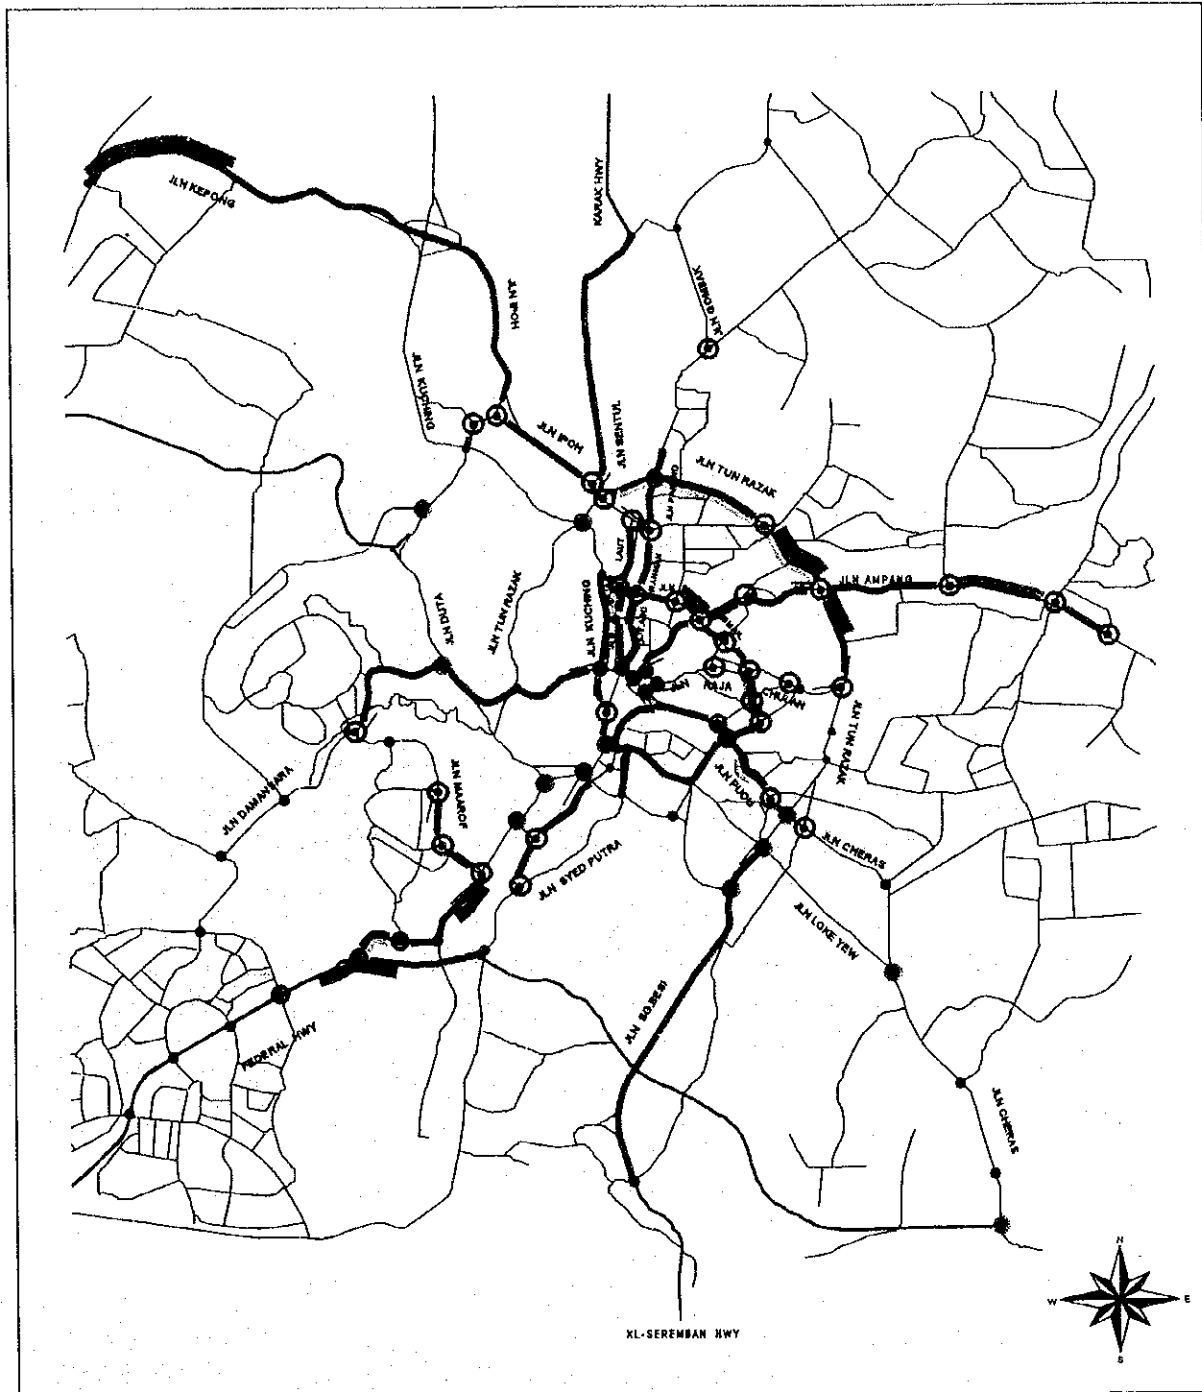 JLN KEPONG
KARAK HWY
JLN GOMBAK
JLN IPOH
JLN KUCHING
JLN IPOH
JLN SENTUL
JLN TUN RAZAK
LAUT
JLN AMPANG
JLN DUTA
JLN TUN RAZAK
JLN KUCHING
JLN
JLN
RAJA
CHULAN
JLN TUN RAZAK
JLN DAMANSARA
JLN MAAROF
JLN PUDU
JLN CHERAS
JLN SYED PUTRA
JLN LOKE YEW
JLN SG.BESI
FEDERAL HWY
JLN CHERAS
N
W
E
S
KL-SEREMBAN HWY